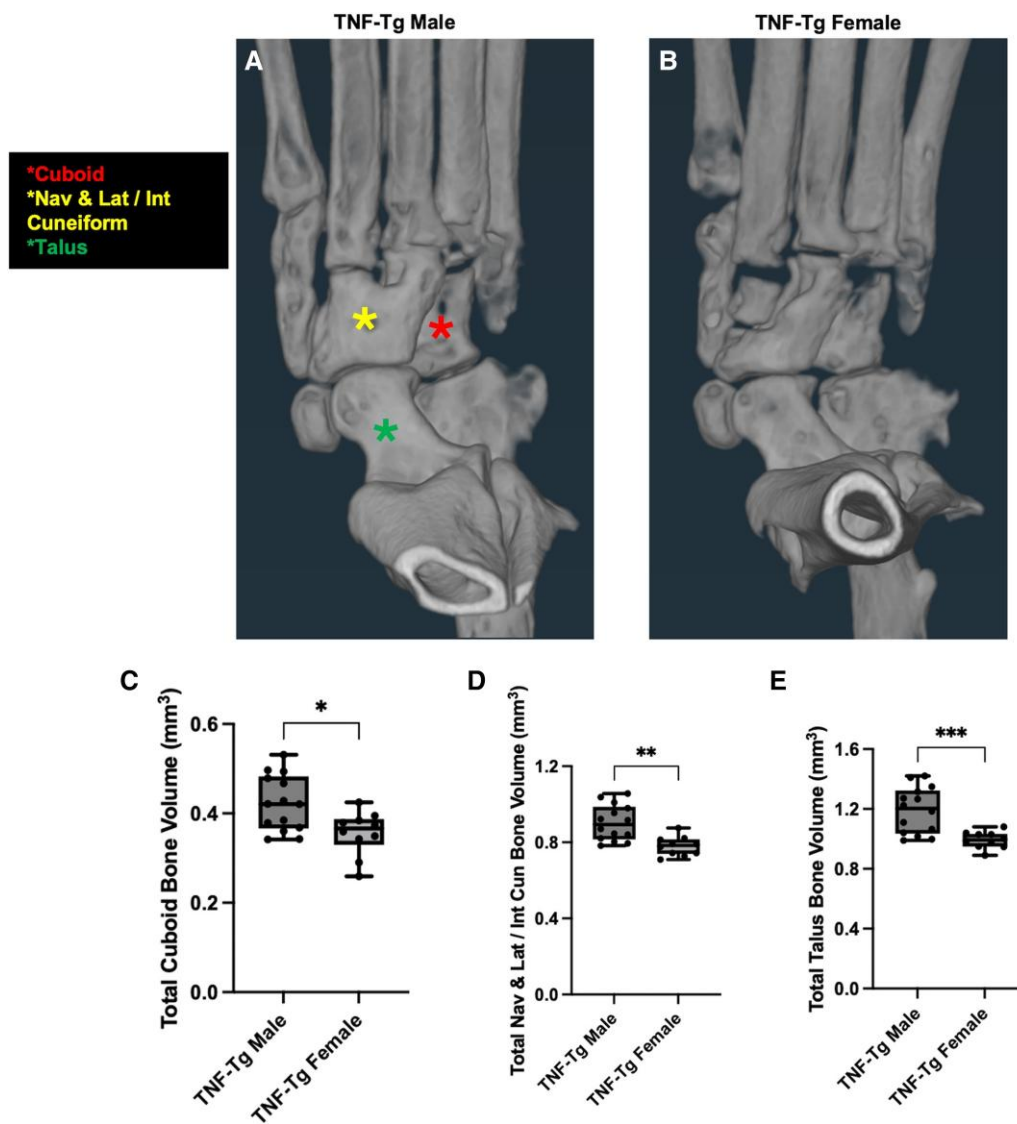 TNF-Tg Male
TNF-Tg Female
A
B
*Cuboid
*Nav & Lat / Int
Cuneiform
*Talus
*
*
*
C
Total Cuboid Bone Volume (mm³)
0.6
0.4
0.2
0.0
*
TNF-Tg Male
TNF-Tg Female
D
Total Nav & Lat / Int Cun Bone Volume (mm³)
1.2
0.8
0.4
0.0
**
TNF-Tg Male
TNF-Tg Female
E
Total Talus Bone Volume (mm³)
1.6
1.2
0.8
0.4
0.0
***
TNF-Tg Male
TNF-Tg Female